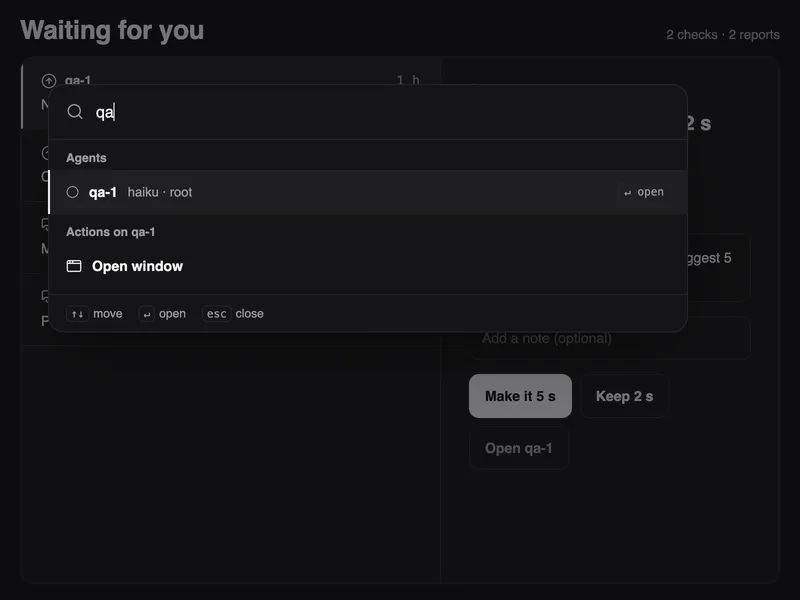 Waiting for you
2 checks · 2 reports
qa-1
1 h
qa
2 s
Agents
qa-1 haiku · root
↵ open
Actions on qa-1
ggest 5
Open window
↑↓ move ↵ open esc close
Add a note (optional)
Make it 5 s
Keep 2 s
Open qa-1